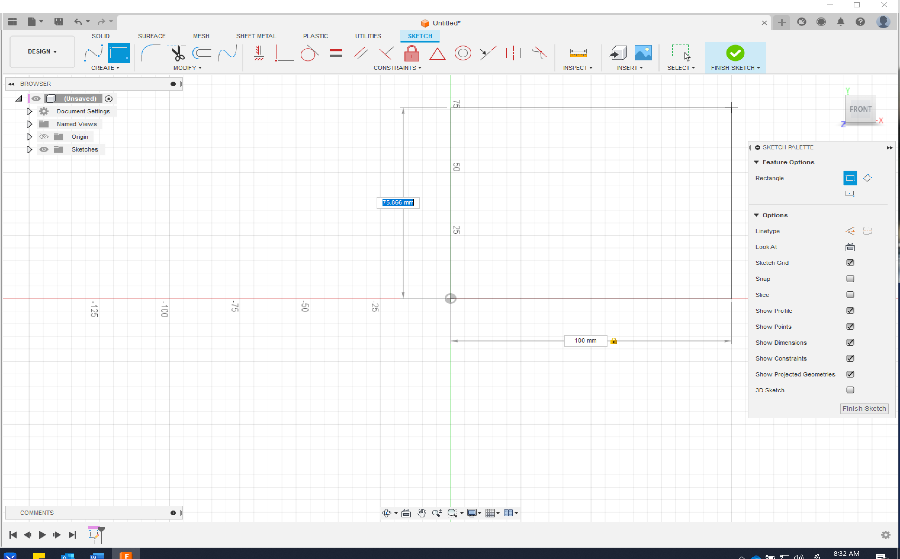 Untitled*
SOLID SURFACE MESH SHEET METAL PLASTIC UTILITIES SKETCH
DESIGN
CREATE MODIFY CONSTRAINTS INSPECT INSERT SELECT FINISH SKETCH
BROWSER
(Unsaved)
Document Settings
Named Views
Origin
Sketches
75
50
25
75.666 mm
-125 -100 -75 -50 25
100 mm
Y
FRONT
X
Z
SKETCH PALETTE
Feature Options
Rectangle
Options
Linetype
Look At
Sketch Grid
Snap
Slice
Show Profile
Show Points
Show Dimensions
Show Constraints
Show Projected Geometries
3D Sketch
Finish Sketch
COMMENTS
8:32 AM